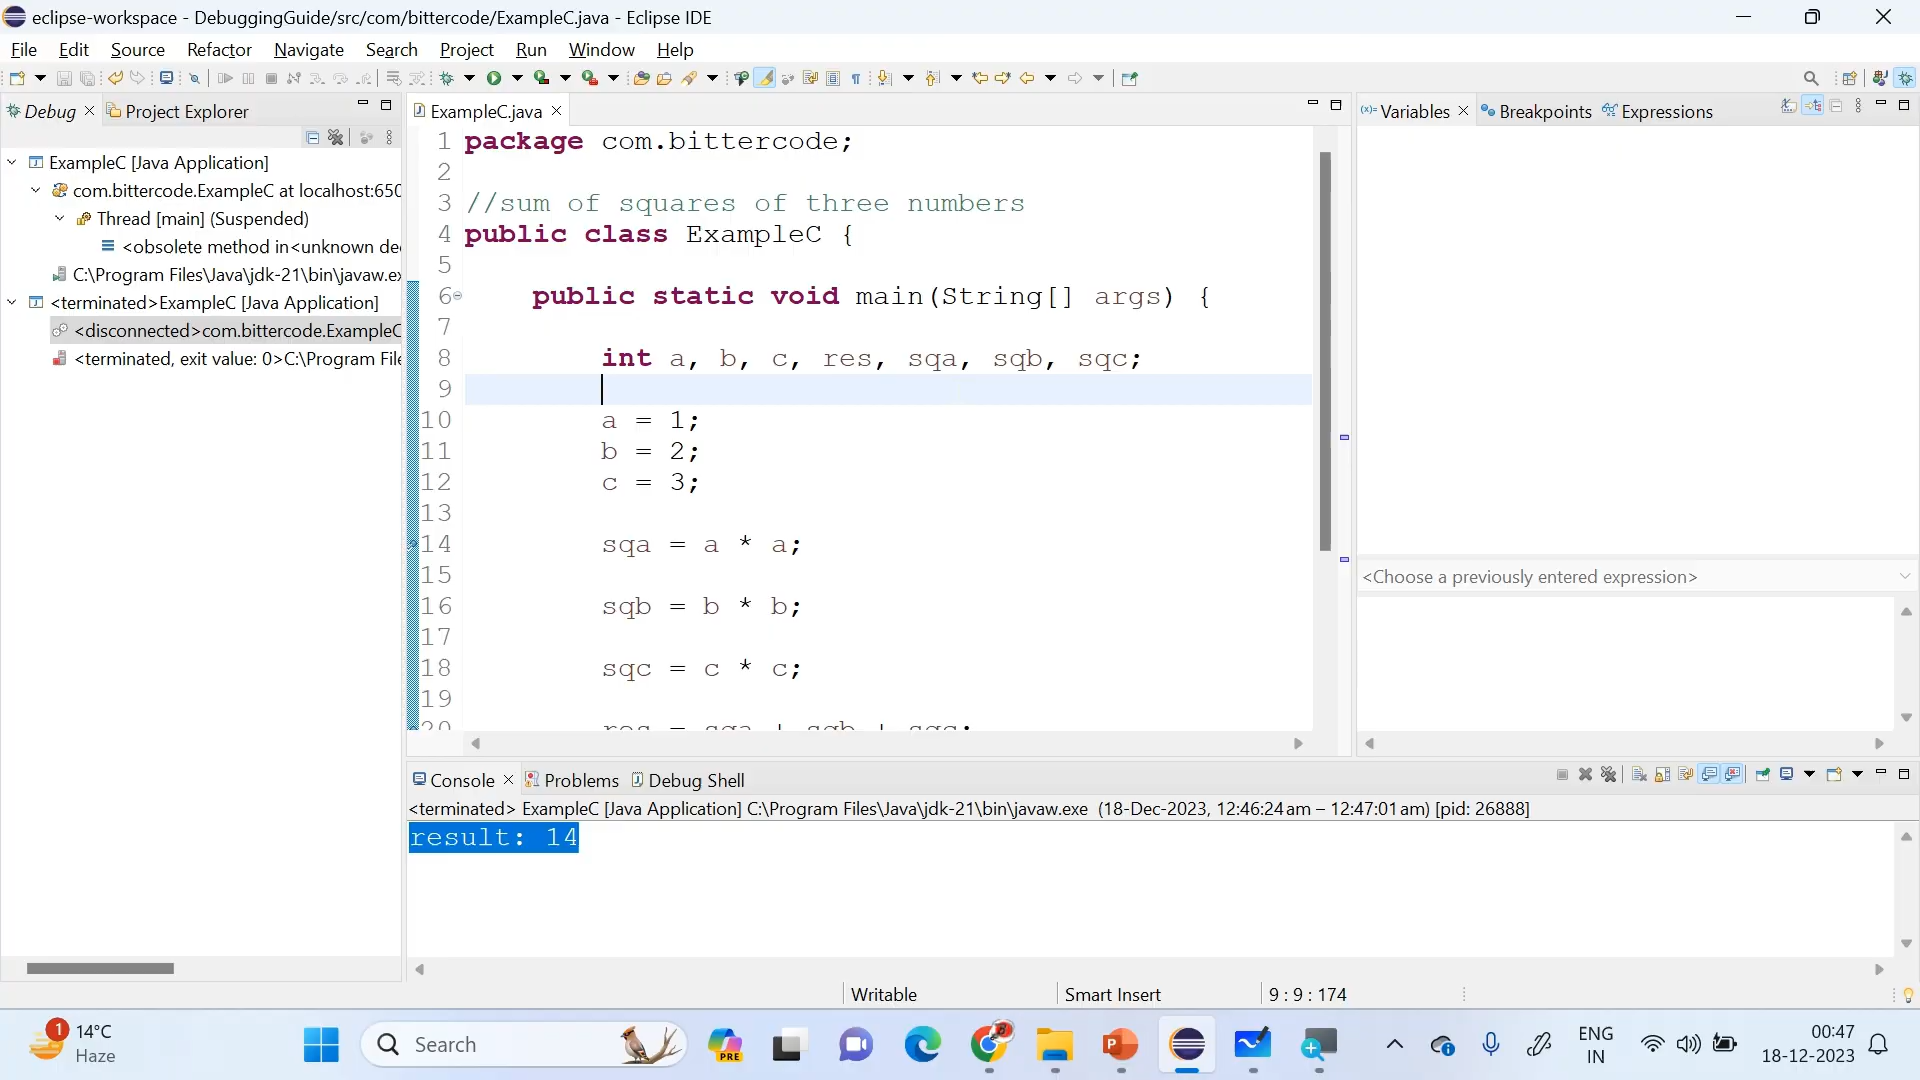 eclipse-workspace - DebuggingGuide/src/com/bittercode/ExampleC.java - Eclipse IDE
File Edit Source Refactor Navigate Search Project Run Window Help
Debug Project Explorer
ExampleC [Java Application]
com.bittercode.ExampleC at localhost:650
Thread [main] (Suspended)
<obsolete method in<unknown dec
C:\Program Files\Java\jdk-21\bin\javaw.ex
<terminated>ExampleC [Java Application]
<disconnected>com.bittercode.ExampleC
<terminated, exit value: 0>C:\Program File
ExampleC.java
1 package com.bittercode;
2
3 //sum of squares of three numbers
4 public class ExampleC {
5
6 public static void main(String[] args) {
7
8 int a, b, c, res, sqa, sqb, sqc;
9
10 a = 1;
11 b = 2;
12 c = 3;
13
14 sqa = a * a;
15
16 sqb = b * b;
17
18 sqc = c * c;
19
20 res = sqa + sqb + sqc;
Variables Breakpoints Expressions
<Choose a previously entered expression>
Console Problems Debug Shell
<terminated> ExampleC [Java Application] C:\Program Files\Java\jdk-21\bin\javaw.exe (18-Dec-2023, 12:46:24 am – 12:47:01 am) [pid: 26888]
result: 14
Writable Smart Insert 9 : 9 : 174
1 14°C
Haze
Search
PRE
ENG
IN
00:47
18-12-2023